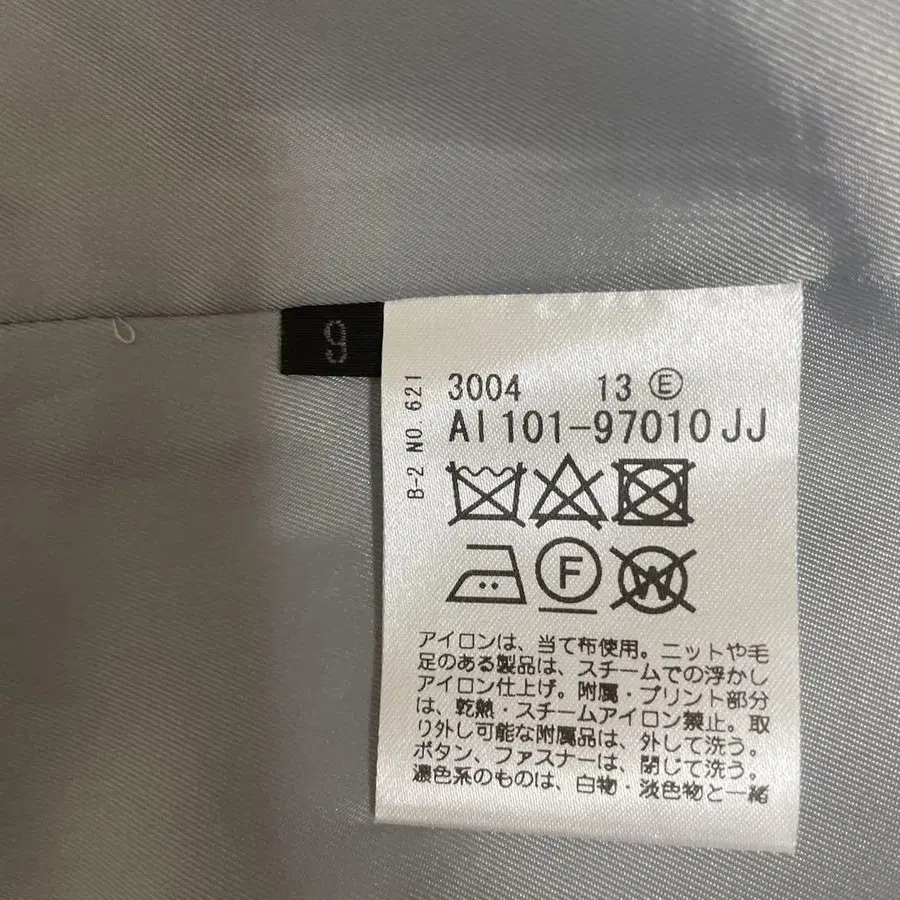 9
B-2 NO. 621
3004 13 Ⓔ
AI 101-97010 JJ
F
W
アイロンは、当て布使用。ニットや毛
足のある製品は、スチームでの浮かし
アイロン仕上げ。附属・プリント部分
は、乾熱・スチームアイロン禁止。取
り外し可能な附属品は、外して洗う。
ボタン、ファスナーは、閉じて洗う。
濃色系のものは、白物・淡色物と一緒